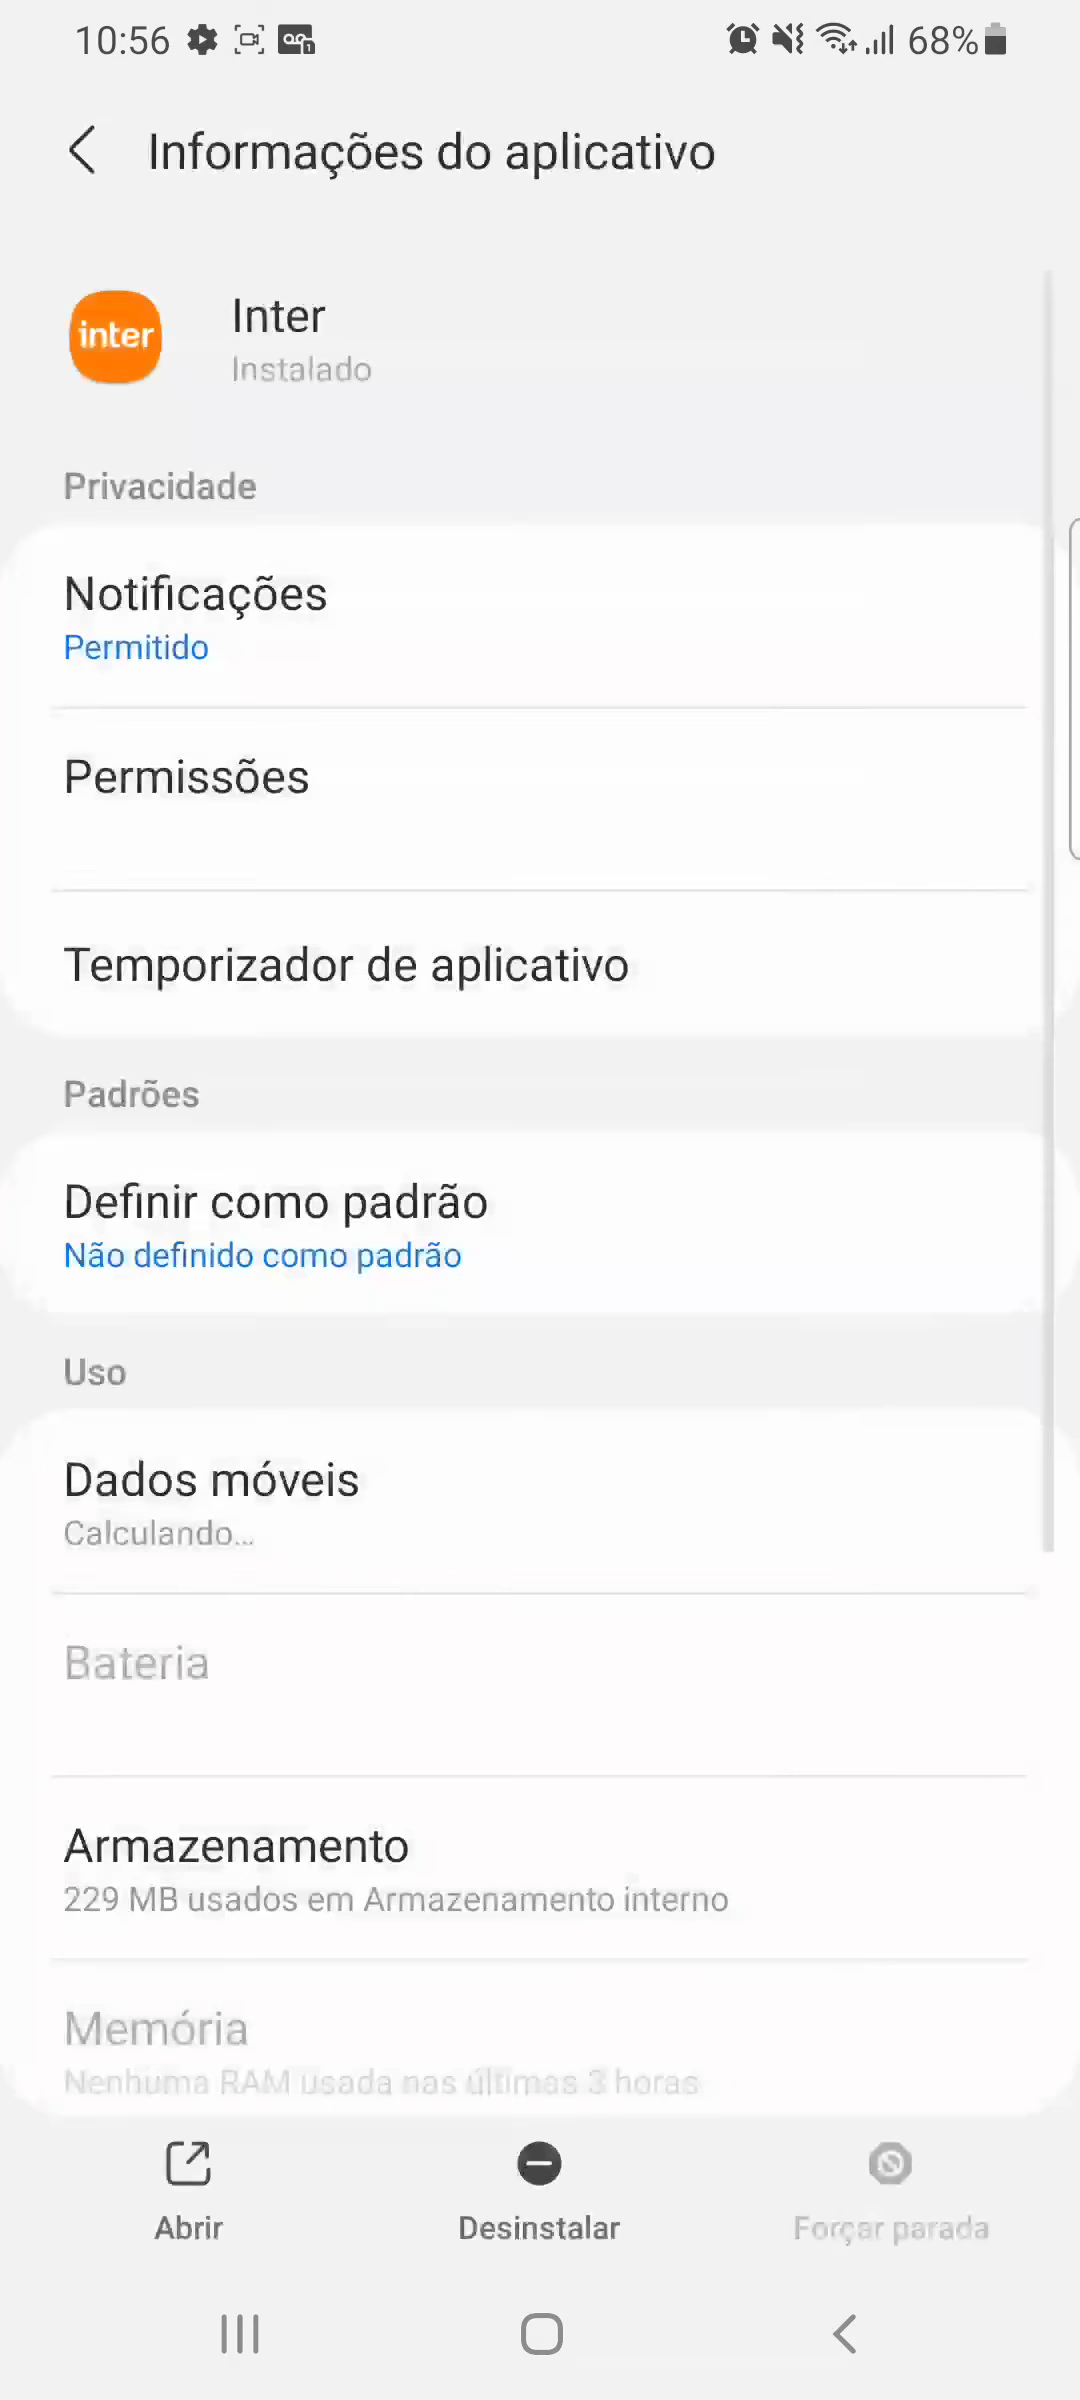 10:56
68%
Informações do aplicativo
inter
Inter
Instalado
Privacidade
Notificações
Permitido
Permissões
Temporizador de aplicativo
Padrões
Definir como padrão
Não definido como padrão
Uso
Dados móveis
Calculando...
Bateria
Armazenamento
229 MB usados em Armazenamento interno
Memória
Nenhuma RAM usada nas últimas 3 horas
Abrir
Desinstalar
Forçar parada